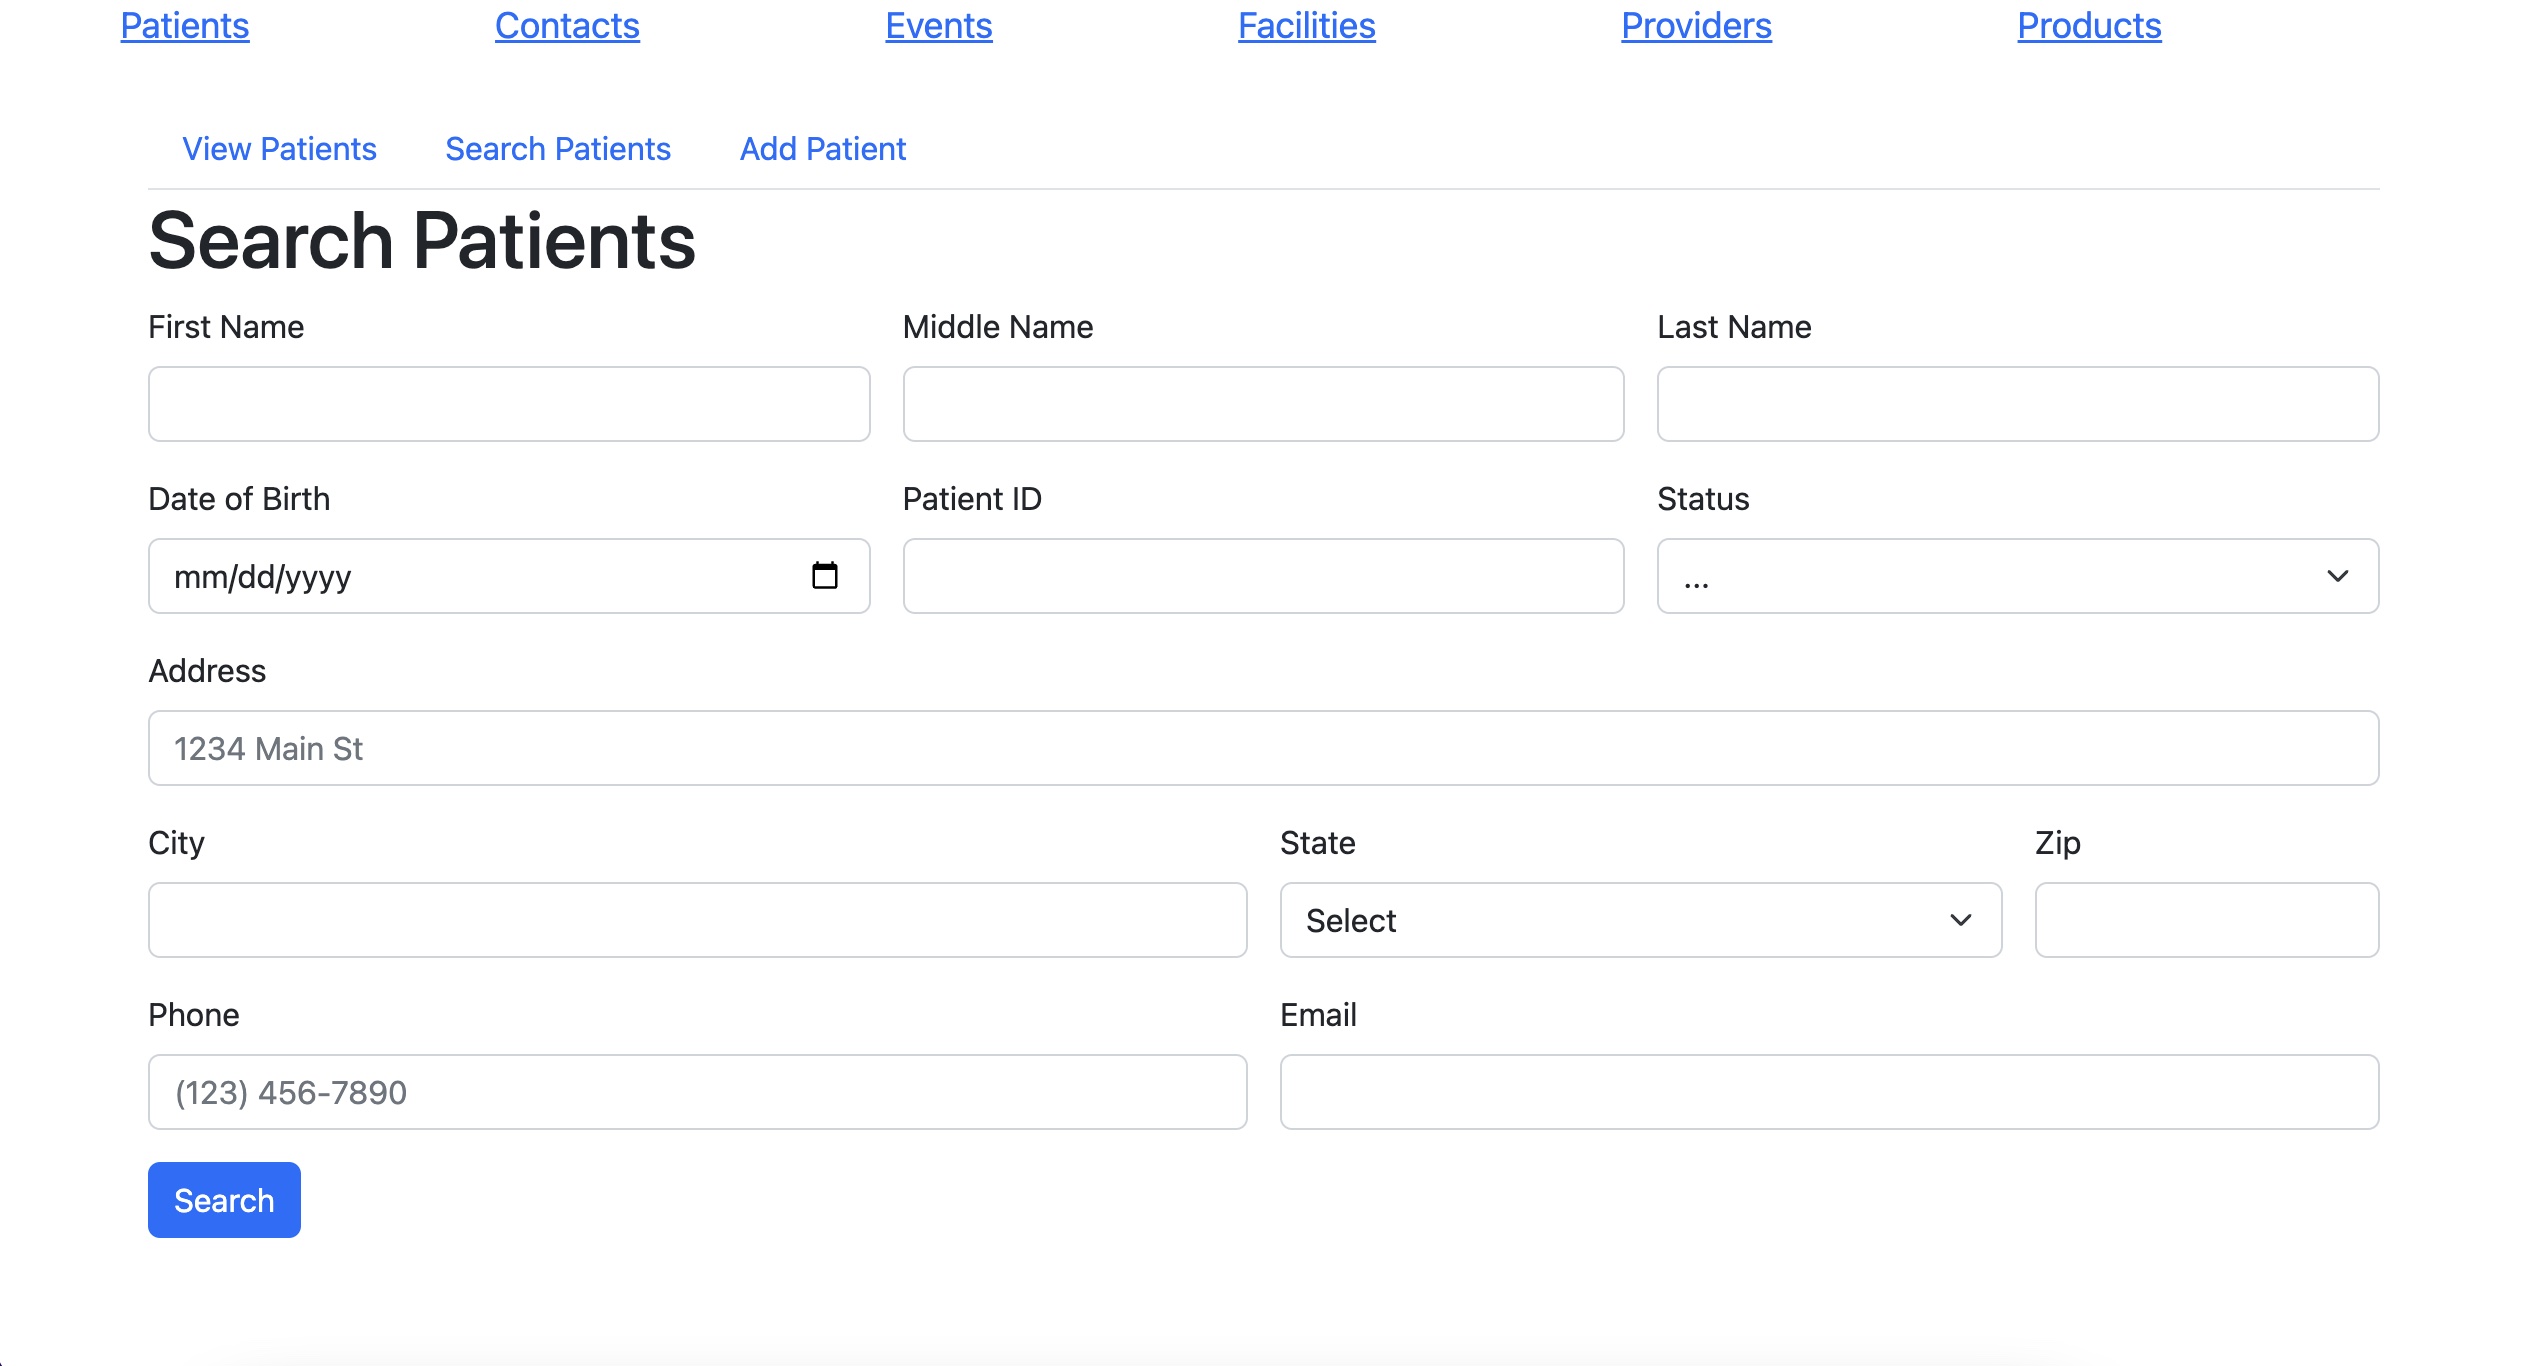 Patients Contacts Events Facilities Providers Products
View Patients Search Patients Add Patient
Search Patients
First Name Middle Name Last Name
Date of Birth Patient ID Status
mm/dd/yyyy ...
Address
1234 Main St
City State Zip
Select
Phone Email
(123) 456-7890
Search